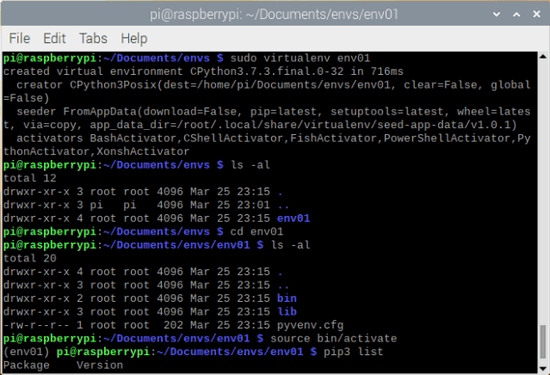 pi@raspberrypi: ~/Documents/envs/env01
File Edit Tabs Help
pi@raspberrypi:~/Documents/envs $ sudo virtualenv env01
created virtual environment CPython3.7.3.final.0-32 in 716ms
  creator CPython3Posix(dest=/home/pi/Documents/envs/env01, clear=False, global
=False)
  seeder FromAppData(download=False, pip=latest, setuptools=latest, wheel=lates
t, via=copy, app_data_dir=/root/.local/share/virtualenv/seed-app-data/v1.0.1)
  activators BashActivator,CShellActivator,FishActivator,PowerShellActivator,Py
thonActivator,XonshActivator
pi@raspberrypi:~/Documents/envs $ ls -al
total 12
drwxr-xr-x 3 root root 4096 Mar 25 23:15 .
drwxr-xr-x 3 pi   pi   4096 Mar 25 23:01 ..
drwxr-xr-x 4 root root 4096 Mar 25 23:15 env01
pi@raspberrypi:~/Documents/envs $ cd env01
pi@raspberrypi:~/Documents/envs/env01 $ ls -al
total 20
drwxr-xr-x 4 root root 4096 Mar 25 23:15 .
drwxr-xr-x 3 root root 4096 Mar 25 23:15 ..
drwxr-xr-x 2 root root 4096 Mar 25 23:15 bin
drwxr-xr-x 3 root root 4096 Mar 25 23:15 lib
-rw-r--r-- 1 root root  202 Mar 25 23:15 pyvenv.cfg
pi@raspberrypi:~/Documents/envs/env01 $ source bin/activate
(env01) pi@raspberrypi:~/Documents/envs/env01 $ pip3 list
Package    Version